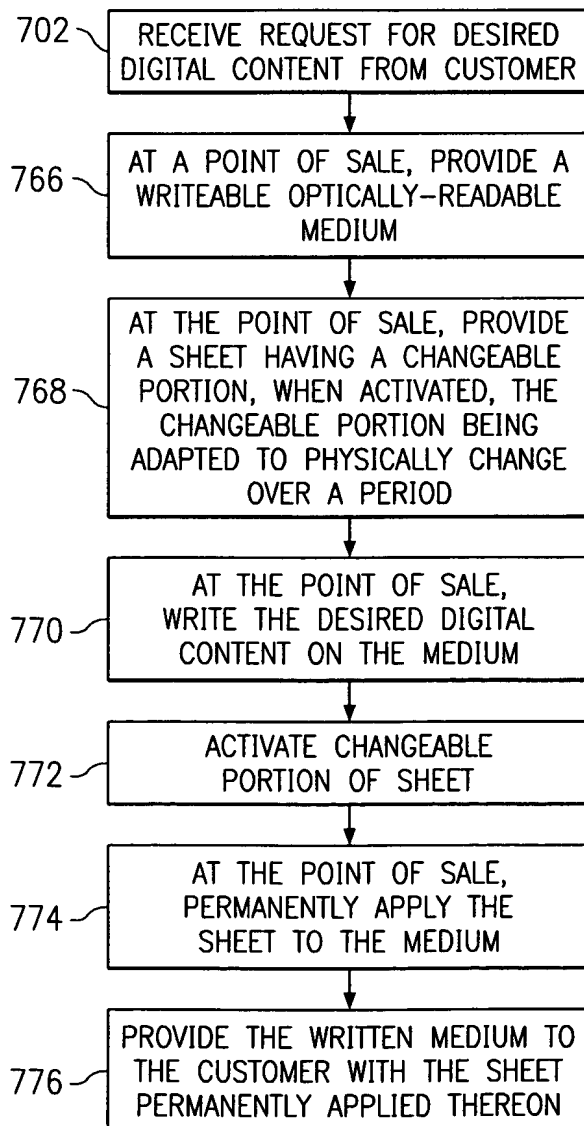 702
RECEIVE REQUEST FOR DESIRED
DIGITAL CONTENT FROM CUSTOMER
766
AT A POINT OF SALE, PROVIDE A
WRITEABLE OPTICALLY-READABLE
MEDIUM
768
AT THE POINT OF SALE, PROVIDE
A SHEET HAVING A CHANGEABLE
PORTION, WHEN ACTIVATED, THE
CHANGEABLE PORTION BEING
ADAPTED TO PHYSICALLY CHANGE
OVER A PERIOD
770
AT THE POINT OF SALE,
WRITE THE DESIRED DIGITAL
CONTENT ON THE MEDIUM
772
ACTIVATE CHANGEABLE
PORTION OF SHEET
774
AT THE POINT OF SALE,
PERMANENTLY APPLY THE
SHEET TO THE MEDIUM
776
PROVIDE THE WRITTEN MEDIUM TO
THE CUSTOMER WITH THE SHEET
PERMANENTLY APPLIED THEREON